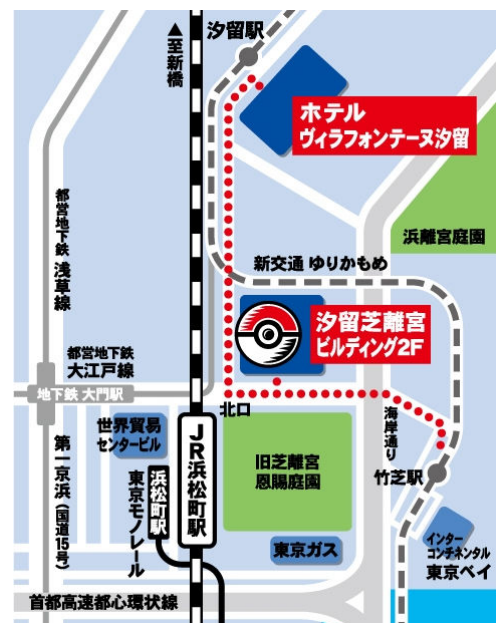 汐留駅
▲至新橋
ホテル
ヴィラフォンテーヌ汐留
浜離宮庭園
都営地下鉄 浅草線
新交通 ゆりかもめ
汐留芝離宮
ビルディング2F
都営地下鉄
大江戸線
地下鉄 大門駅
北口
海岸通り
世界貿易
センタービル
JR浜松町駅
旧芝離宮
恩賜庭園
竹芝駅
第一京浜(国道15号)
浜松町駅
東京モノレール
東京ガス
インター
コンチネンタル
東京ベイ
首都高速都心環状線